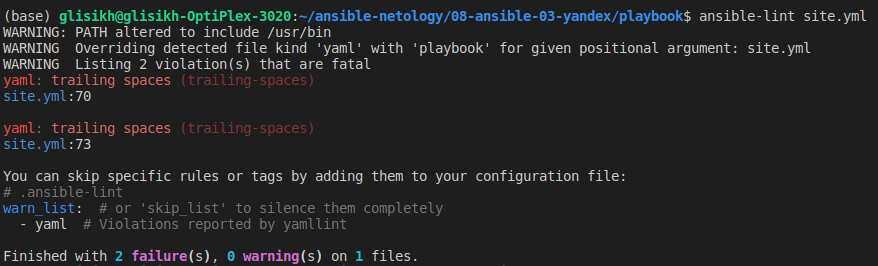 (base) glisikh@glisikh-OptiPlex-3020:~/ansible-netology/08-ansible-03-yandex/playbook$ ansible-lint site.yml
WARNING: PATH altered to include /usr/bin
WARNING  Overriding detected file kind 'yaml' with 'playbook' for given positional argument: site.yml
WARNING  Listing 2 violation(s) that are fatal
yaml: trailing spaces (trailing-spaces)
site.yml:70
yaml: trailing spaces (trailing-spaces)
site.yml:73
You can skip specific rules or tags by adding them to your configuration file:
# .ansible-lint
warn_list:  # or 'skip_list' to silence them completely
  - yaml  # Violations reported by yamllint
Finished with 2 failure(s), 0 warning(s) on 1 files.